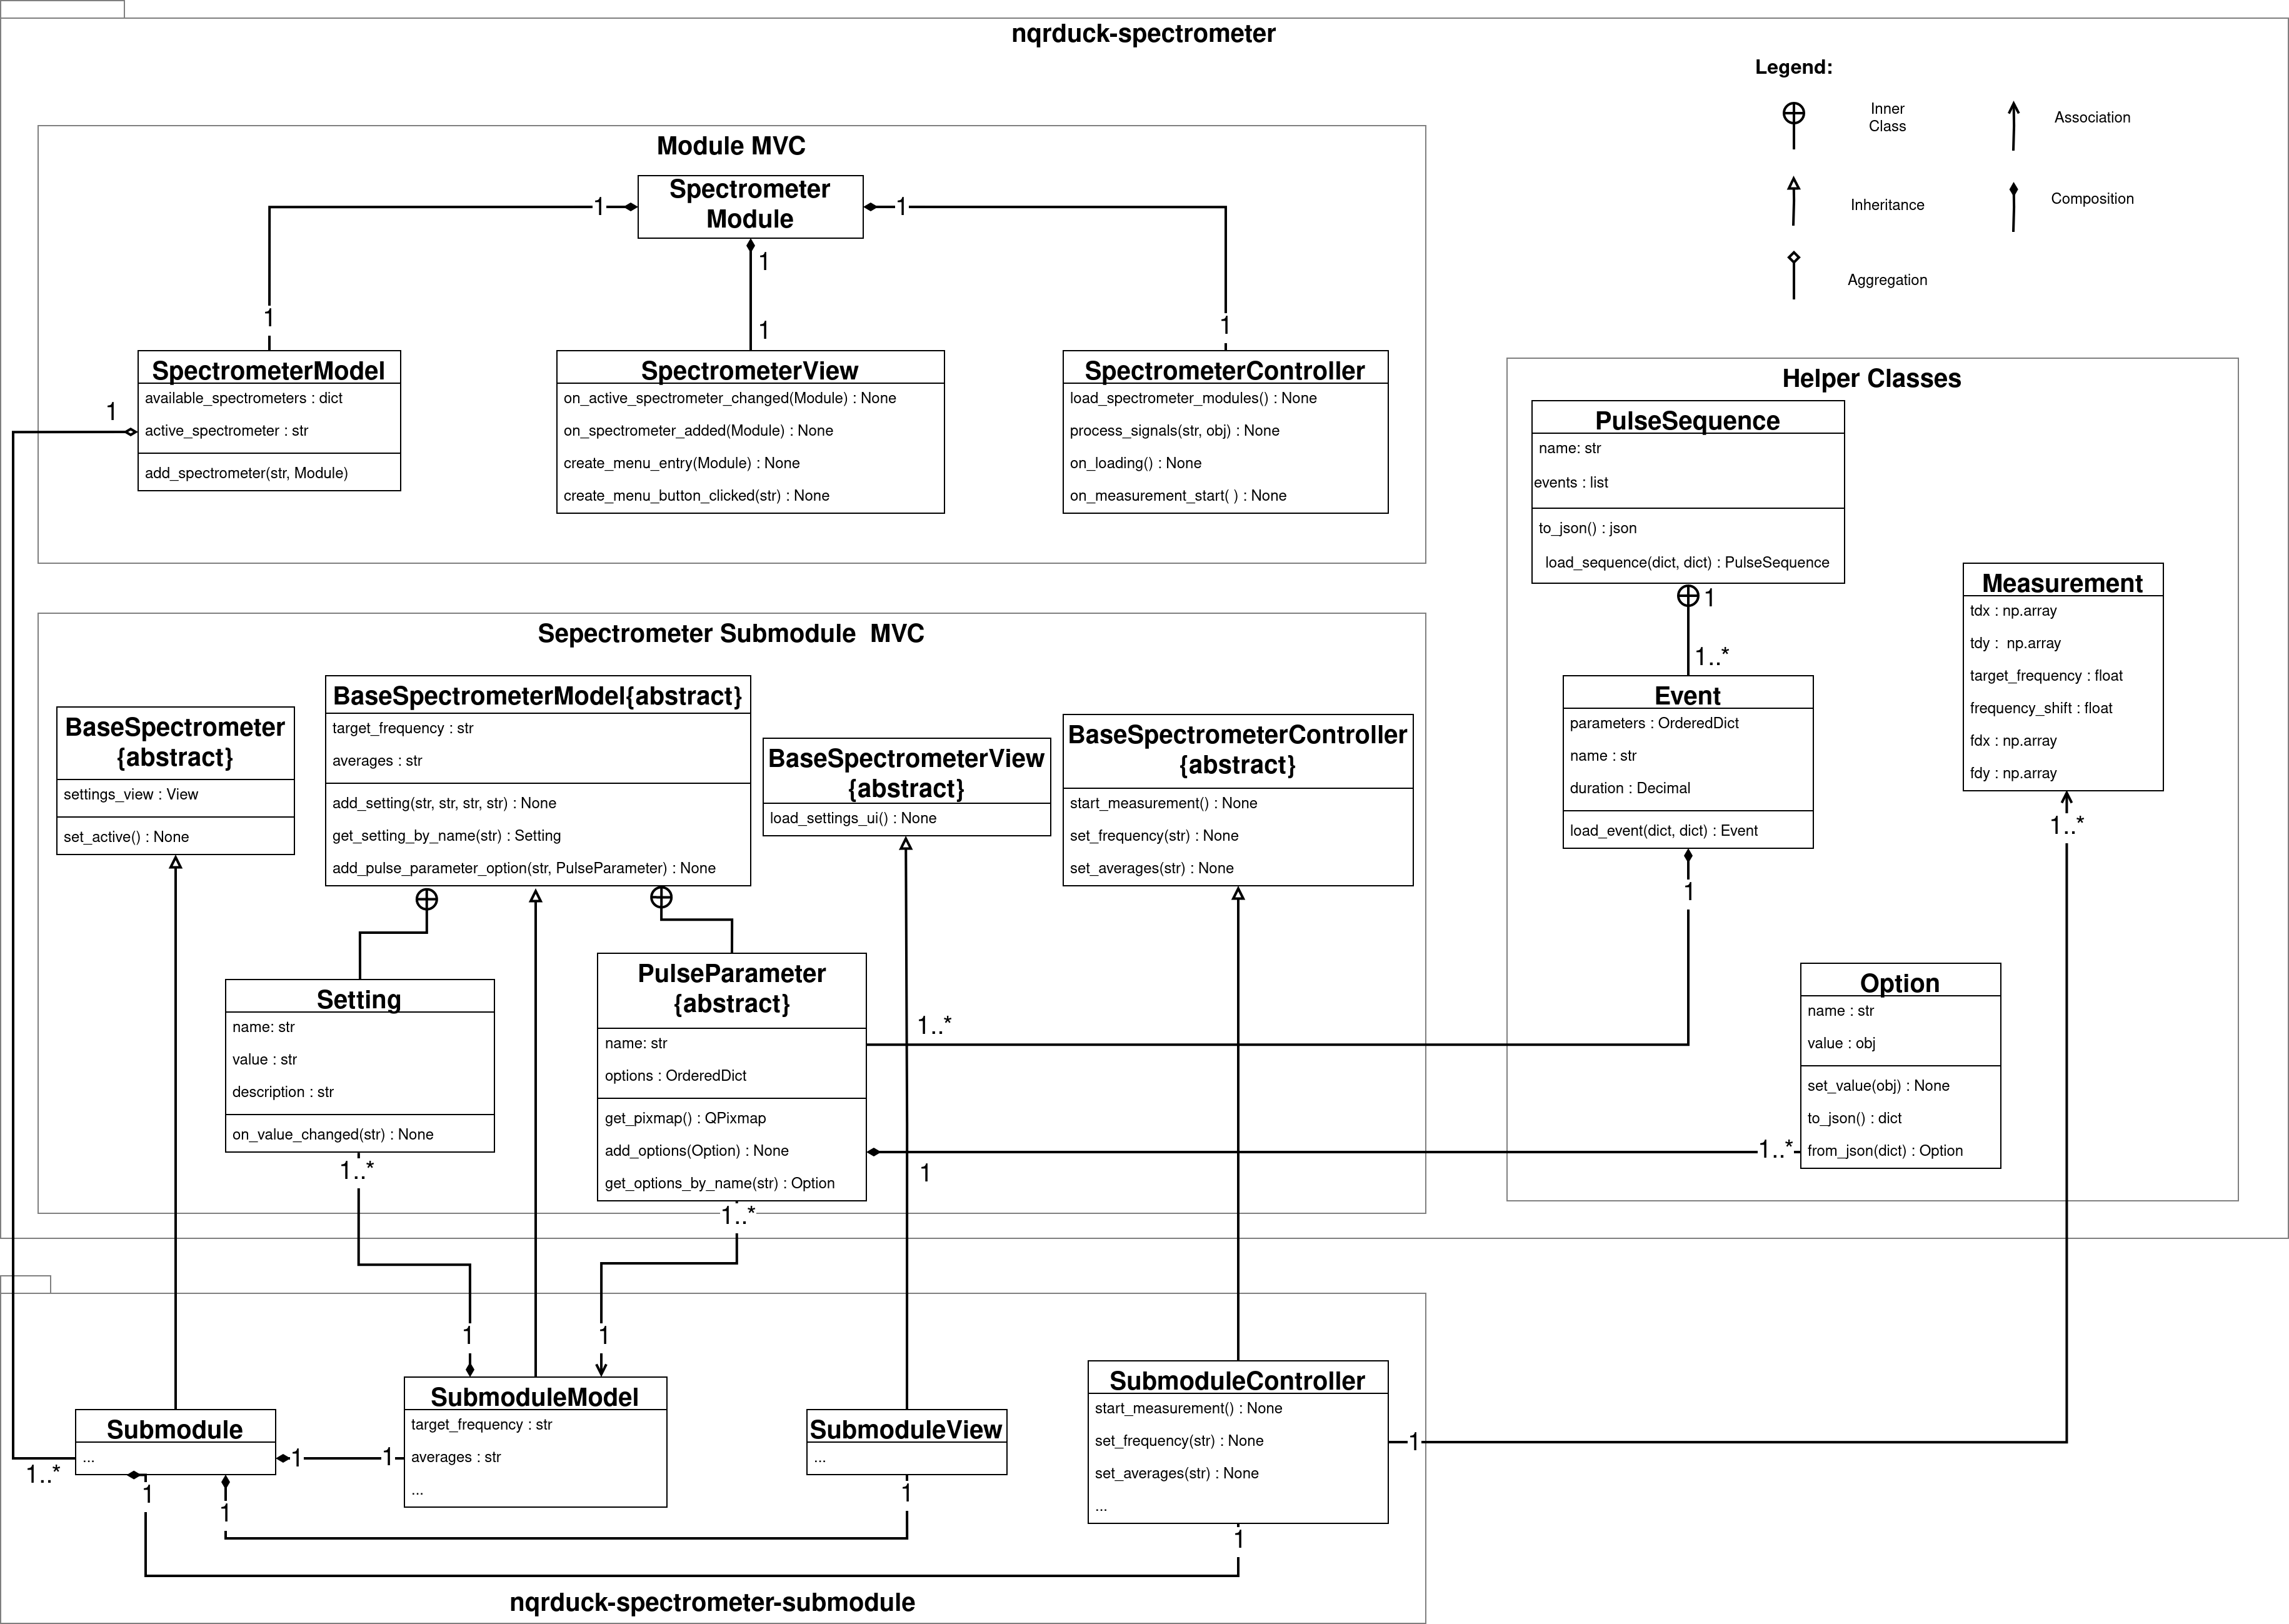 nqrduck-spectrometer
Legend:
Inner
Class
Association
Inheritance
Composition
Aggregation
Module MVC
Spectrometer
Module
1
1
1
1
1
1
SpectrometerModel
available_spectrometers : dict
active_spectrometer : str
add_spectrometer(str, Module)
1
SpectrometerView
on_active_spectrometer_changed(Module) : None
on_spectrometer_added(Module) : None
create_menu_entry(Module) : None
create_menu_button_clicked(str) : None
SpectrometerController
load_spectrometer_modules() : None
process_signals(str, obj) : None
on_loading() : None
on_measurement_start( ) : None
Helper Classes
PulseSequence
name: str
events : list
to_json() : json
load_sequence(dict, dict) : PulseSequence
1
1..*
Event
parameters : OrderedDict
name : str
duration : Decimal
load_event(dict, dict) : Event
1
Measurement
tdx : np.array
tdy :  np.array
target_frequency : float
frequency_shift : float
fdx : np.array
fdy : np.array
1..*
Option
name : str
value : obj
set_value(obj) : None
to_json() : dict
from_json(dict) : Option
1..*
Sepectrometer Submodule  MVC
BaseSpectrometer
{abstract}
settings_view : View
set_active() : None
BaseSpectrometerModel{abstract}
target_frequency : str
averages : str
add_setting(str, str, str, str) : None
get_setting_by_name(str) : Setting
add_pulse_parameter_option(str, PulseParameter) : None
BaseSpectrometerView
{abstract}
load_settings_ui() : None
BaseSpectrometerController
{abstract}
start_measurement() : None
set_frequency(str) : None
set_averages(str) : None
Setting
name: str
value : str
description : str
on_value_changed(str) : None
1..*
PulseParameter
{abstract}
name: str
options : OrderedDict
get_pixmap() : QPixmap
add_options(Option) : None
get_options_by_name(str) : Option
1..*
1
1..*
1
1
Submodule
...
1..*
1
1
1
1
SubmoduleModel
target_frequency : str
averages : str
...
SubmoduleView
...
1
SubmoduleController
start_measurement() : None
set_frequency(str) : None
set_averages(str) : None
...
1
1
nqrduck-spectrometer-submodule